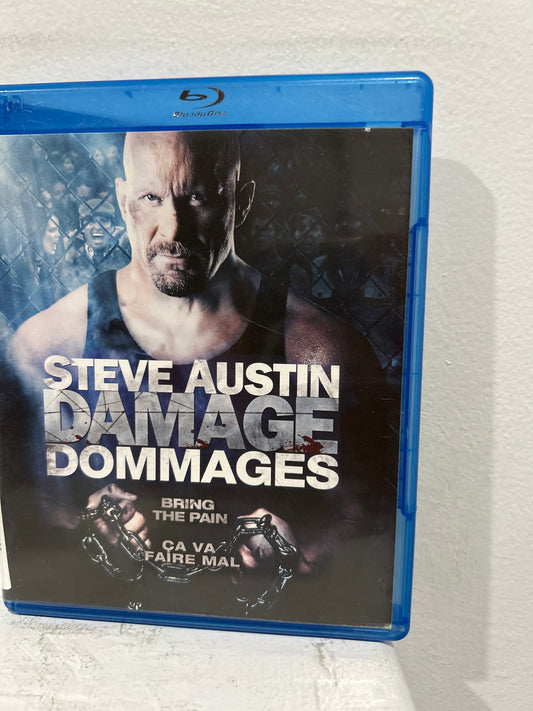 Blu-ray Disc
STEVE AUSTIN
DAMAGE
DOMMAGES
BRING
THE PAIN
ÇA VA
FAIRE MAL